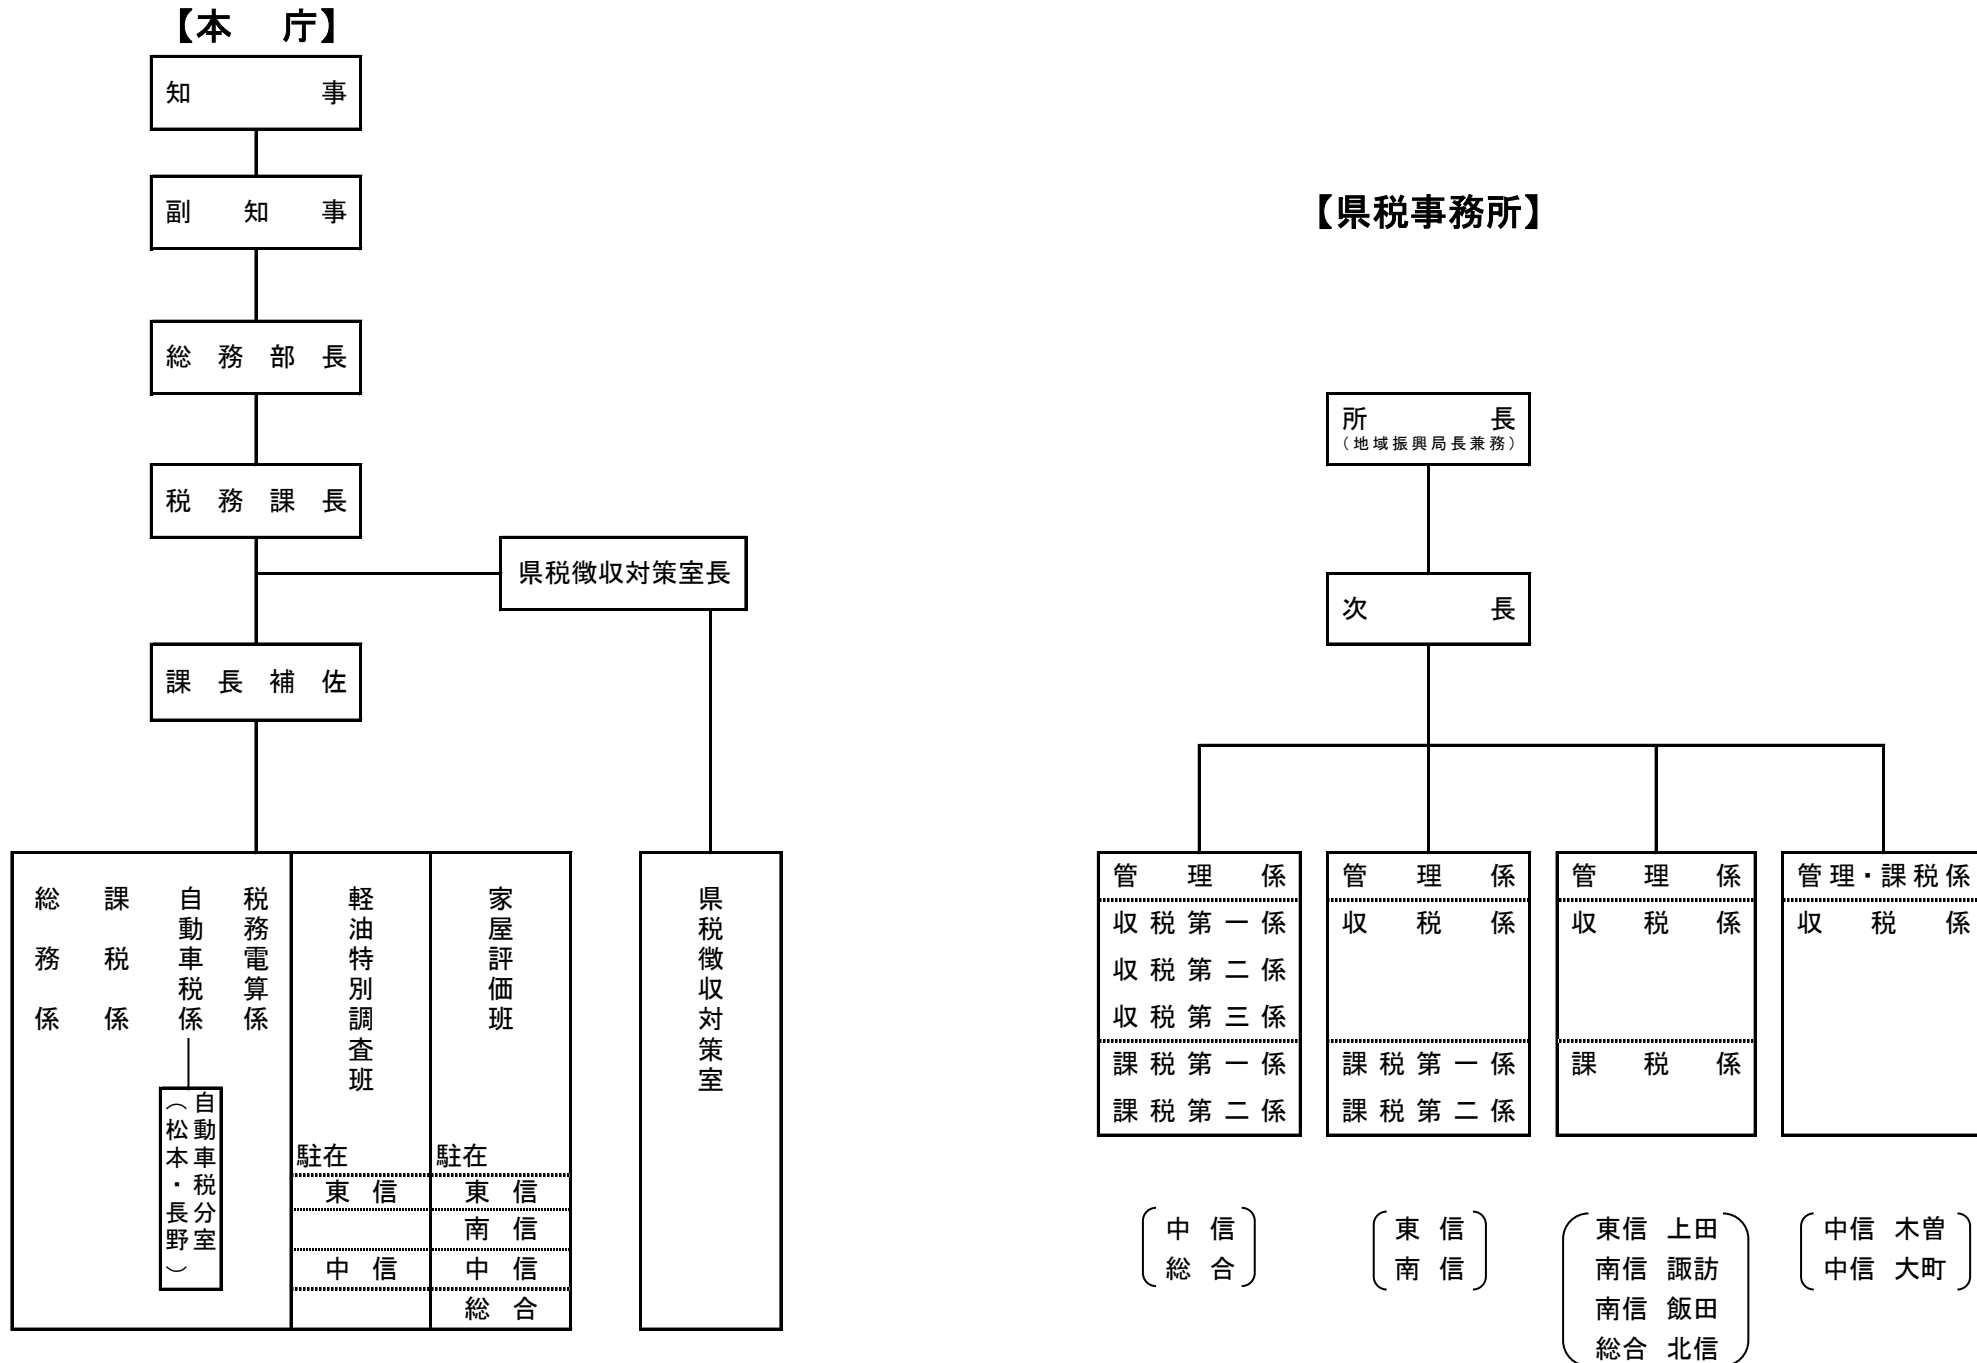 【本 庁】
知 事
副 知 事
総 務 部 長
税 務 課 長
県税徴収対策室長
課 長 補 佐
総務係
課税係
自動車税係
自動車税分室
（松本・長野）
税務電算係
軽油特別調査班
駐在
東 信
中 信
家屋評価班
駐在
東 信
南 信
中 信
総 合
県税徴収対策室
【県税事務所】
所 長
（地域振興局長兼務）
次 長
管 理 係
収 税 第 一 係
収 税 第 二 係
収 税 第 三 係
課 税 第 一 係
課 税 第 二 係
中 信
総 合
管 理 係
収 税 係
課 税 第 一 係
課 税 第 二 係
東 信
南 信
管 理 係
収 税 係
課 税 係
東信 上田
南信 諏訪
南信 飯田
総合 北信
管 理・課 税 係
収 税 係
中信 木曽
中信 大町